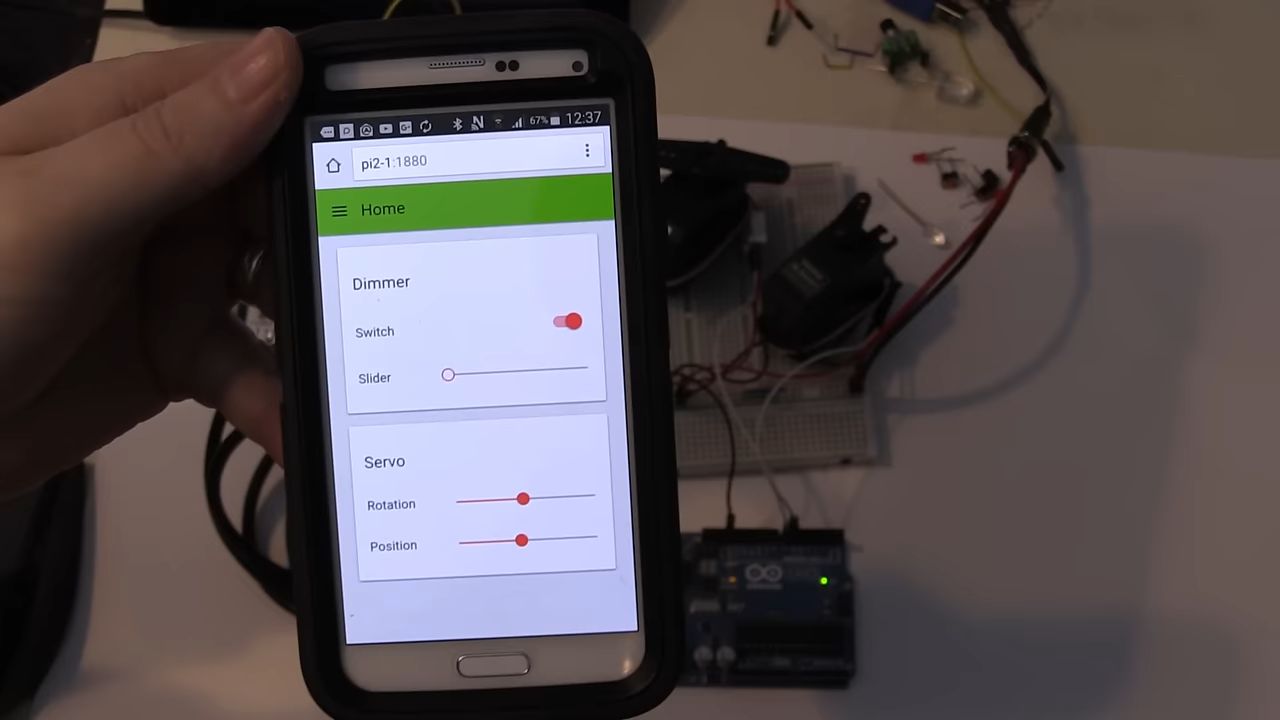 67% 12:37
pi2-1:1880
Home
Dimmer
Switch
Slider
Servo
Rotation
Position